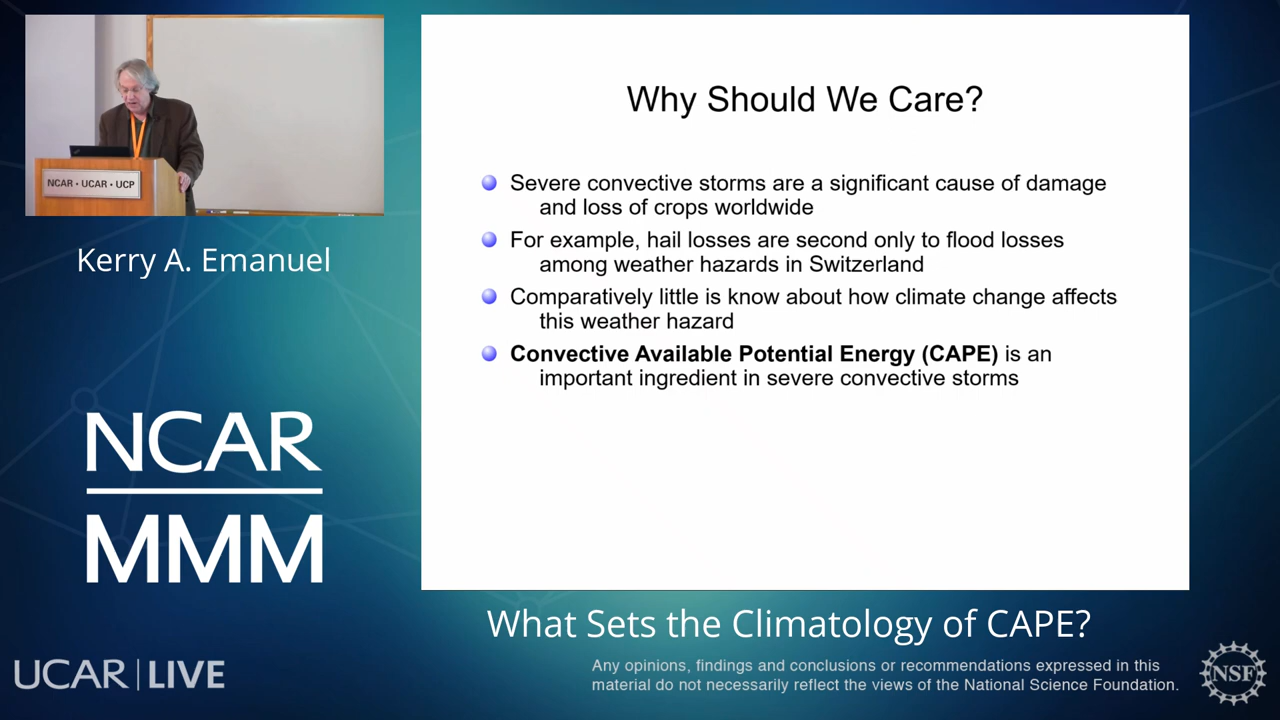 NCAR • UCAR • UCP
Kerry A. Emanuel
NCAR
MMM
UCAR | LIVE
Why Should We Care?
Severe convective storms are a significant cause of damage
and loss of crops worldwide
For example, hail losses are second only to flood losses
among weather hazards in Switzerland
Comparatively little is know about how climate change affects
this weather hazard
Convective Available Potential Energy (CAPE) is an
important ingredient in severe convective storms
What Sets the Climatology of CAPE?
Any opinions, findings and conclusions or recommendations expressed in this
material do not necessarily reflect the views of the National Science Foundation.
NSF